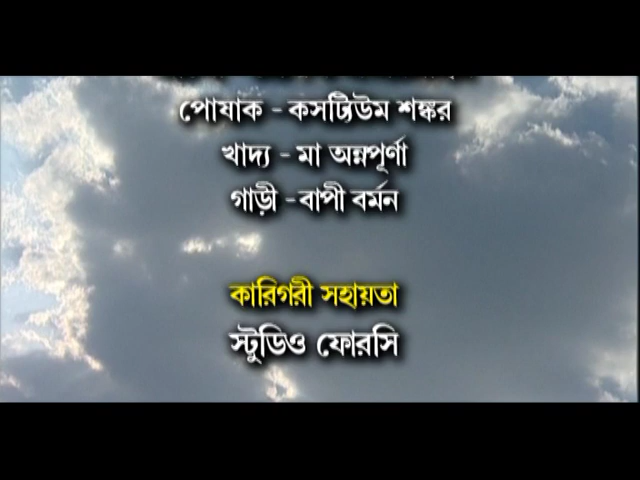 পোষাক - কসট্টিউম শঙ্কর
খাদ্য - মা অন্নপূর্ণা
গাড়ী - বাপী বর্মন
কারিগরী সহায়তা
স্টুডিও ফোরসি